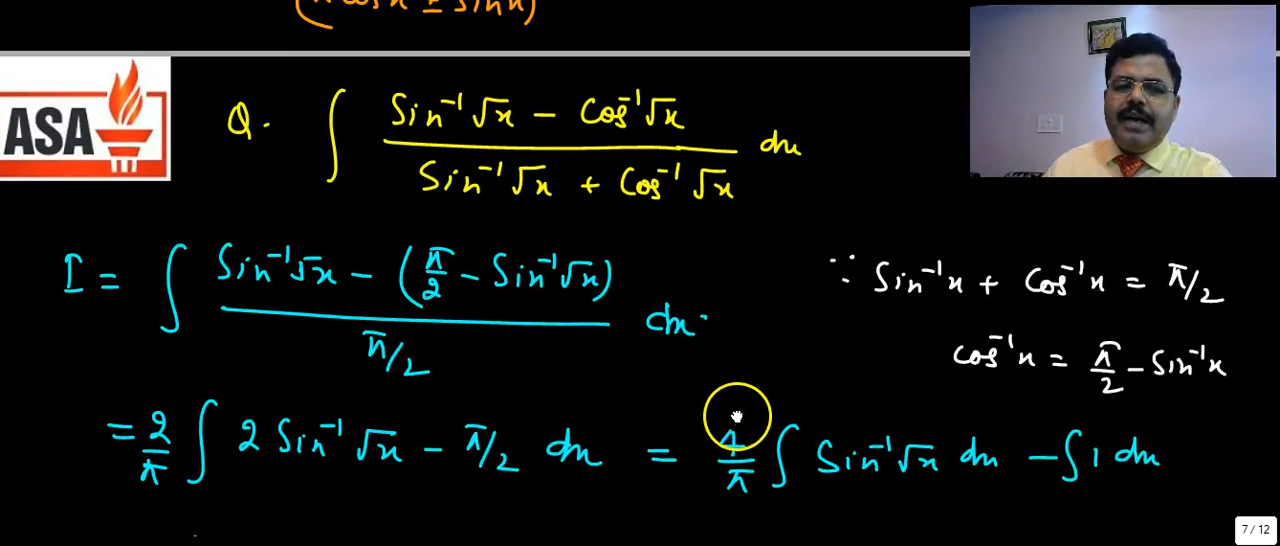 (x cosx ± sinx)
ASA
Q. ∫ (Sin⁻¹√x − Cos⁻¹√x) / (Sin⁻¹√x + Cos⁻¹√x) dx
I = ∫ (Sin⁻¹√x − (π/2 − Sin⁻¹√x)) / (π/2) dx.
∵ Sin⁻¹x + Cos⁻¹x = π/2
cos⁻¹x = π/2 − Sin⁻¹x
= 2/π ∫ 2 Sin⁻¹√x − π/2 dx = 4/π ∫ Sin⁻¹√x dx − ∫1 dx
7 / 12